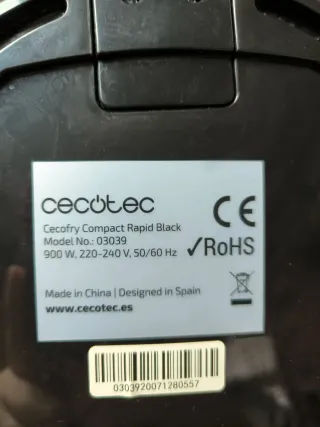 cecotec
CE
Cecofry Compact Rapid Black
Model No.: 03039
900 W, 220-240 V, 50/60 Hz
✓RoHS
Made in China | Designed in Spain
www.cecotec.es
0303920071280557